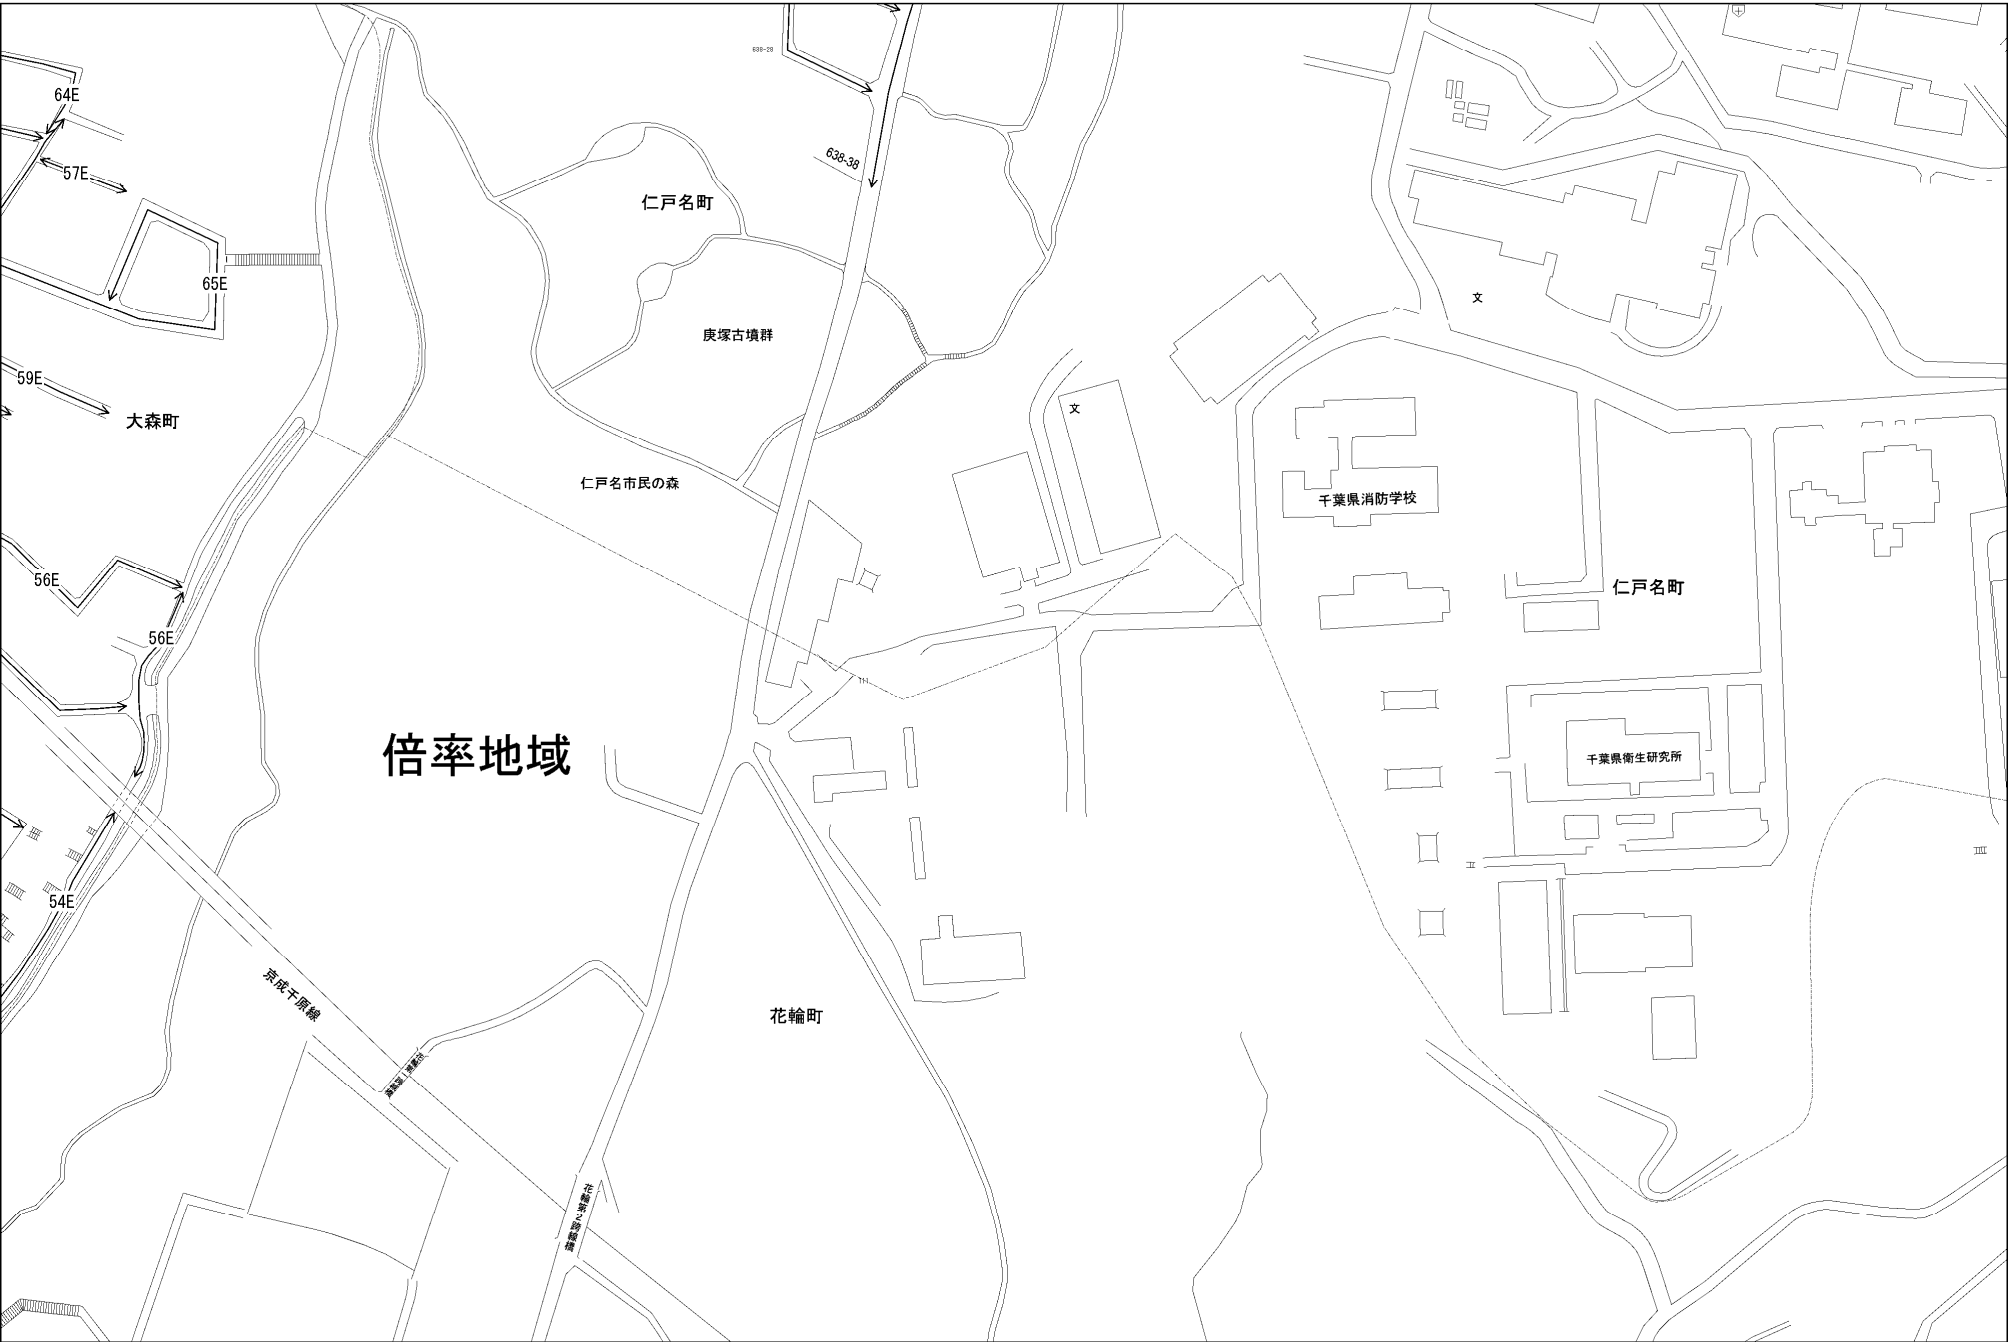 638-28
64E
638-38
57E
仁戸名町
65E
文
庚塚古墳群
59E
文
大森町
仁戸名市民の森
千葉県消防学校
56E
仁戸名町
56E
倍率地域
千葉県衛生研究所
54E
京成千原線
花輪町
花輪第2跨線橋